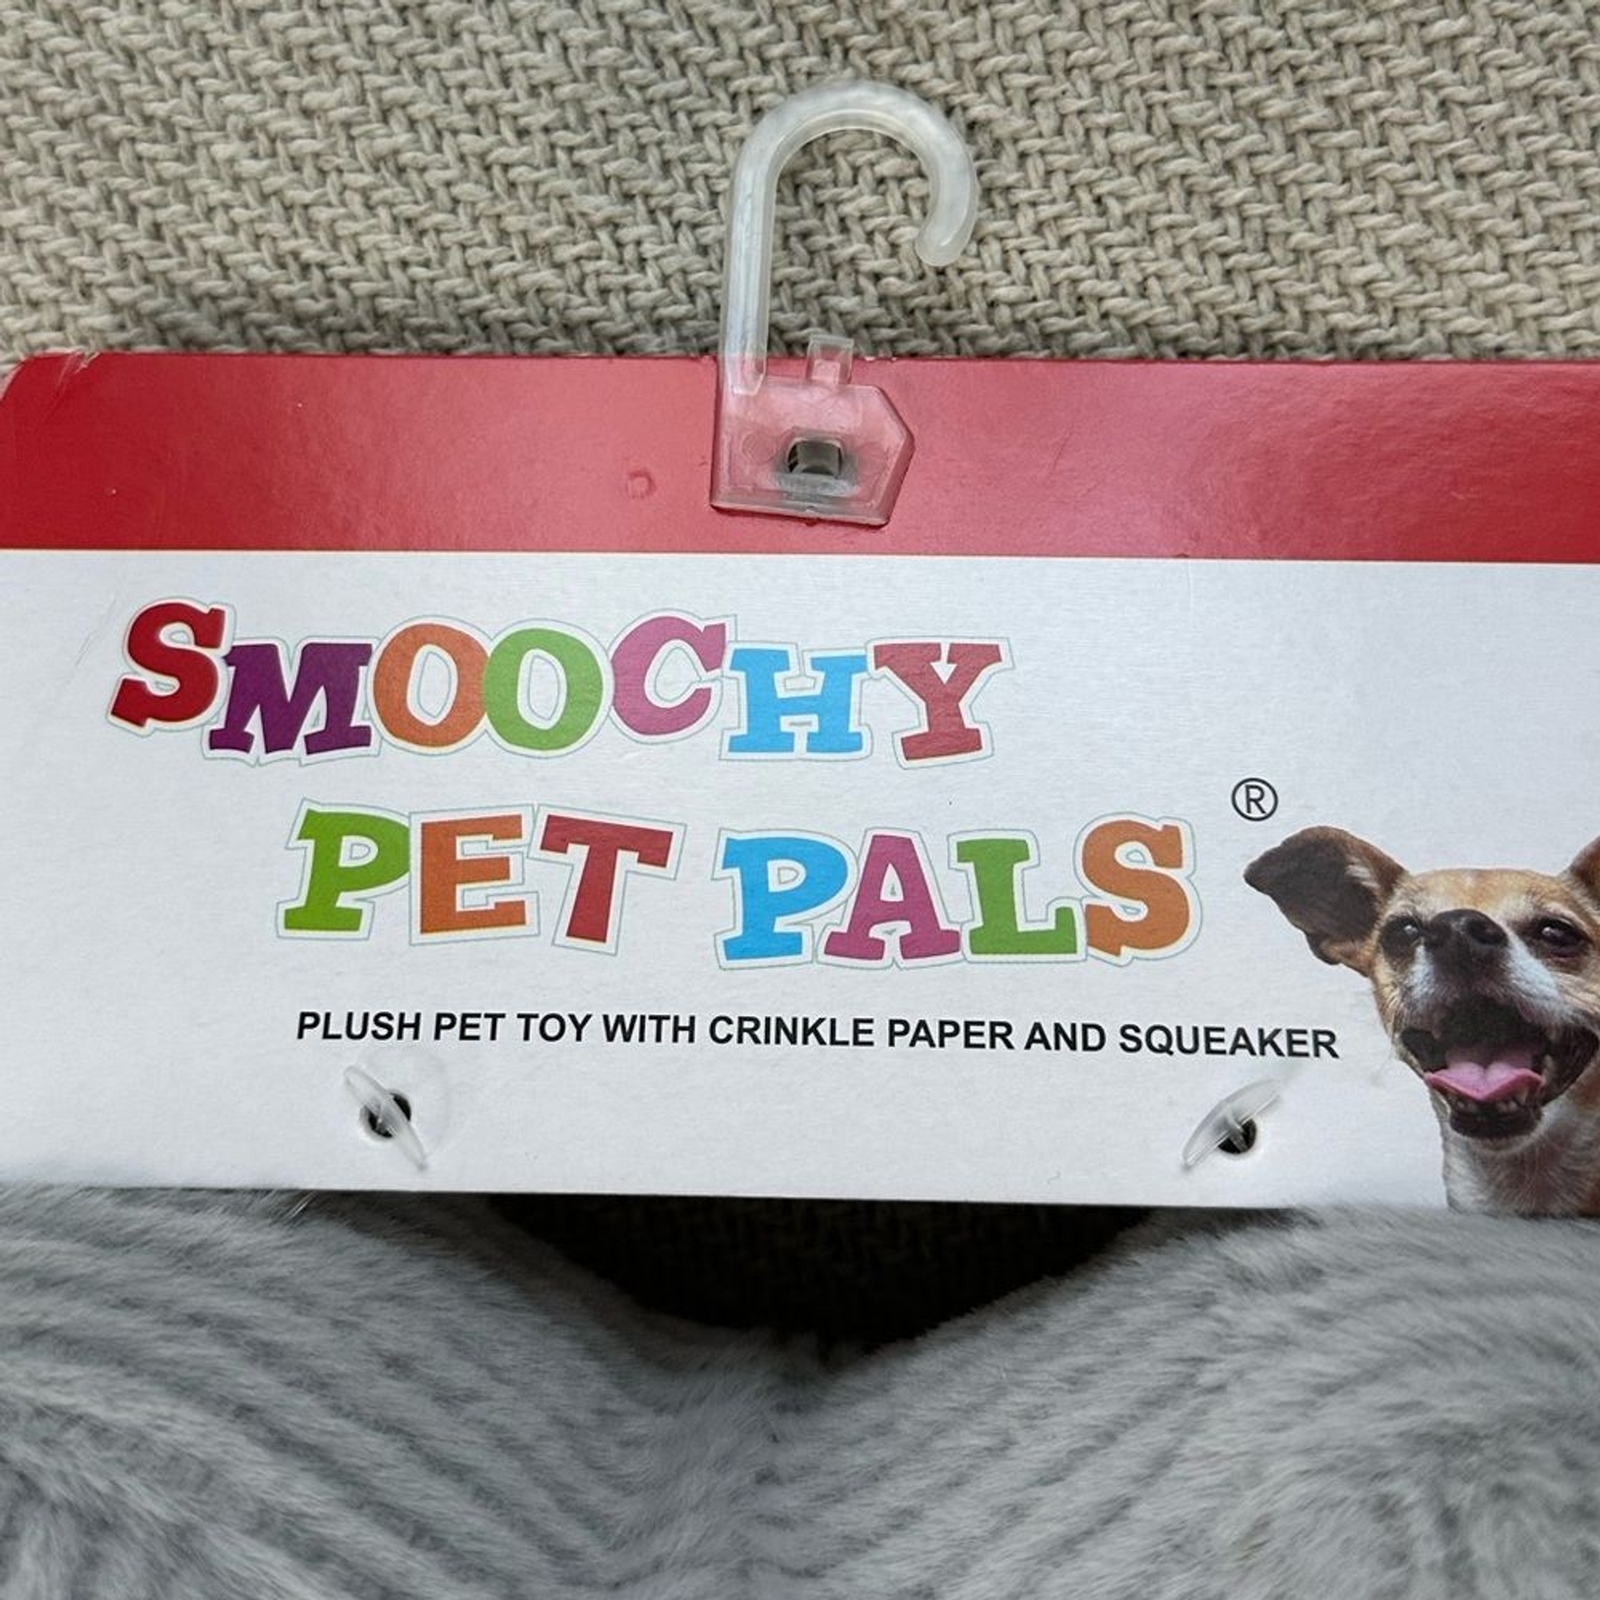 SMOOCHY
PET PALS ®
PLUSH PET TOY WITH CRINKLE PAPER AND SQUEAKER